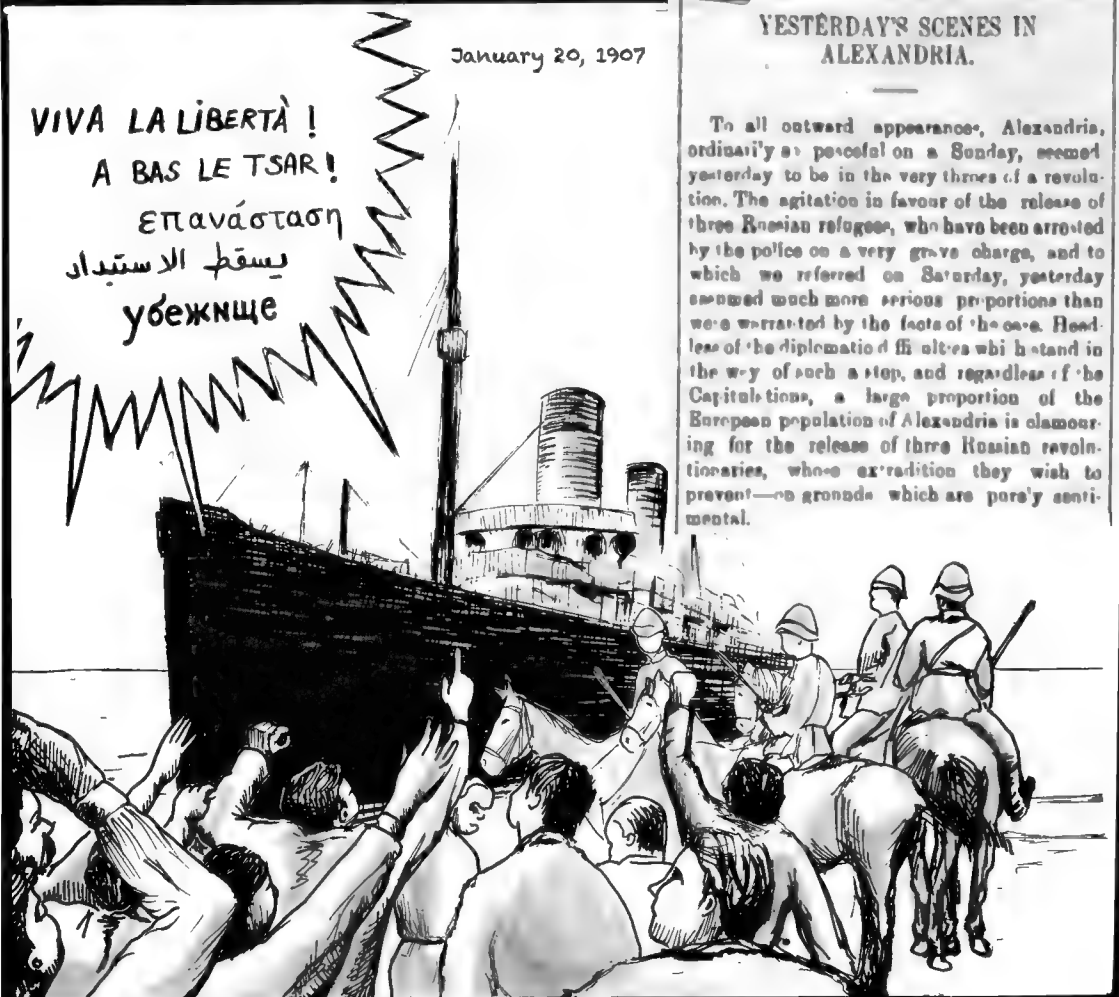 January 20, 1907
VIVA LA LIBERTÀ !
A BAS LE TSAR !
επανάσταση
يسقط الاستبداد
убежище
YESTERDAY'S SCENES IN
ALEXANDRIA.
To all outward appearances, Alexandria,
ordinari'y as peaceful on a Sunday, seemed
yesterday to be in the very throes of a revolu-
tion. The agitation in favour of the release of
three Russian refugees, who have been arrested
by the police on a very grave charge, and to
which we referred on Saturday, yesterday
assumed much more serious proportions than
were warranted by the facts of the case. Heed-
less of the diplomatic difficulties which stand in
the way of such a step, and regardless of the
Capitulations, a large proportion of the
European population of Alexandria is clamour-
ing for the release of three Russian revolu-
tionaries, whose extradition they wish to
prevent—on grounds which are pure'y senti-
mental.